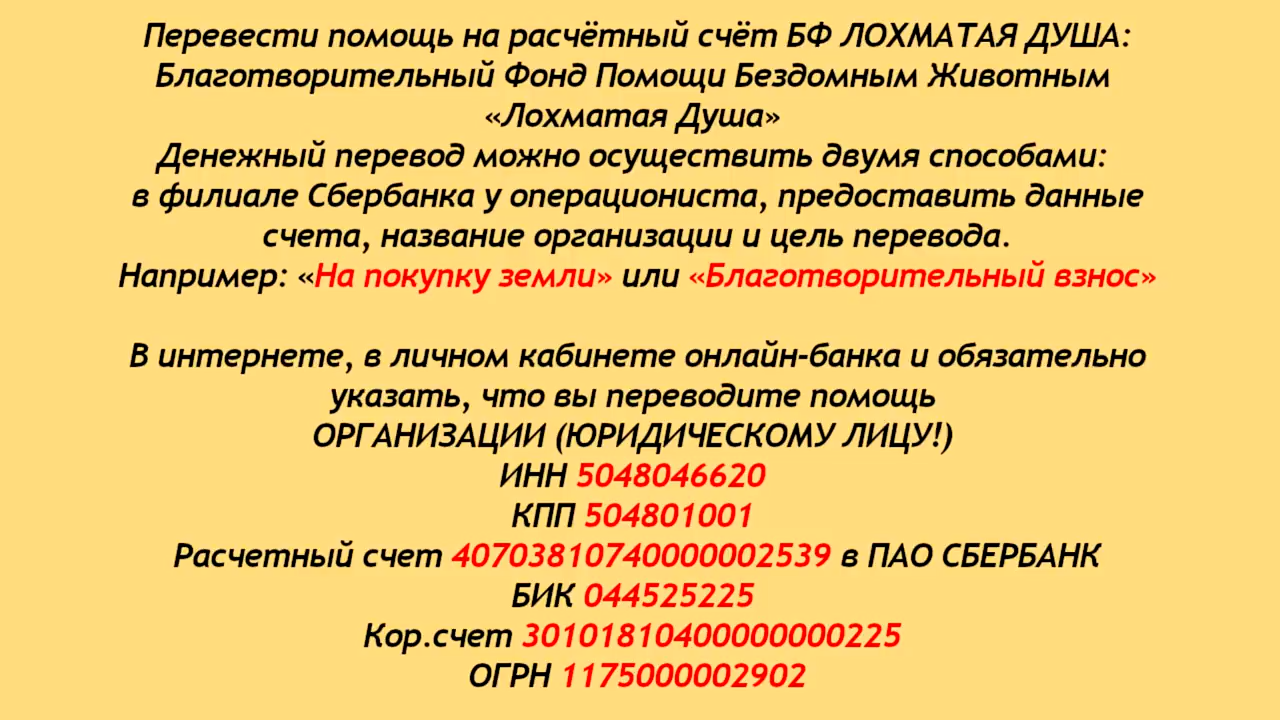 Перевести помощь на расчётный счёт БФ ЛОХМАТАЯ ДУША:
Благотворительный Фонд Помощи Бездомным Животным
«Лохматая Душа»
Денежный перевод можно осуществить двумя способами:
в филиале Сбербанка у операциониста, предоставить данные
счета, название организации и цель перевода.
Например: «На покупку земли» или «Благотворительный взнос»
В интернете, в личном кабинете онлайн-банка и обязательно
указать, что вы переводите помощь
ОРГАНИЗАЦИИ (ЮРИДИЧЕСКОМУ ЛИЦУ!)
ИНН 5048046620
КПП 504801001
Расчетный счет 40703810740000002539 в ПАО СБЕРБАНК
БИК 044525225
Кор.счет 30101810400000000225
ОГРН 1175000002902